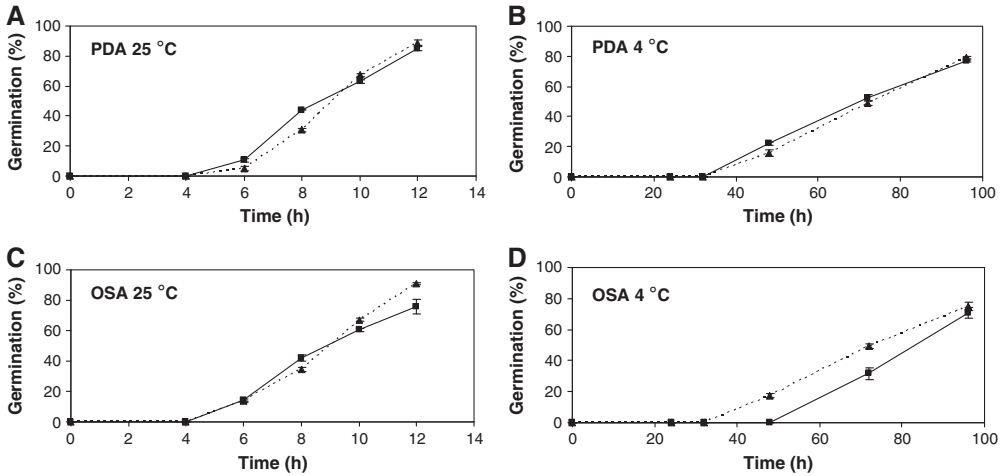 A
PDA 25 °C
Germination (%)
100
80
60
40
20
0
0 2 4 6 8 10 12 14
Time (h)
B
PDA 4 °C
Germination (%)
100
80
60
40
20
0
0 20 40 60 80 100
Time (h)
C
OSA 25 °C
Germination (%)
100
80
60
40
20
0
0 2 4 6 8 10 12 14
Time (h)
D
OSA 4 °C
Germination (%)
100
80
60
40
20
0
0 20 40 60 80 100
Time (h)